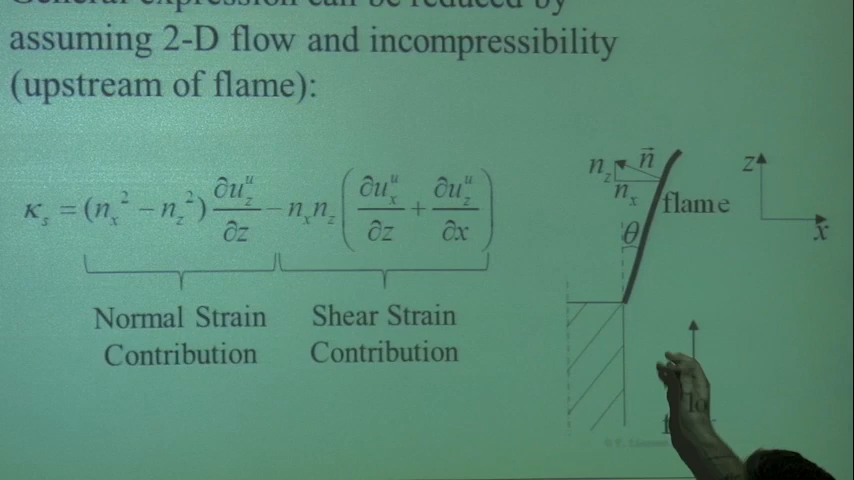 General expression can be reduced by
assuming 2-D flow and incompressibility
(upstream of flame):
κ_s = (n_x² − n_z²) ∂u_z^u/∂z − n_x n_z (∂u_x^u/∂z + ∂u_z^u/∂x)
Normal Strain Shear Strain
Contribution Contribution
n_z n⃗ z
n_x flame
θ x